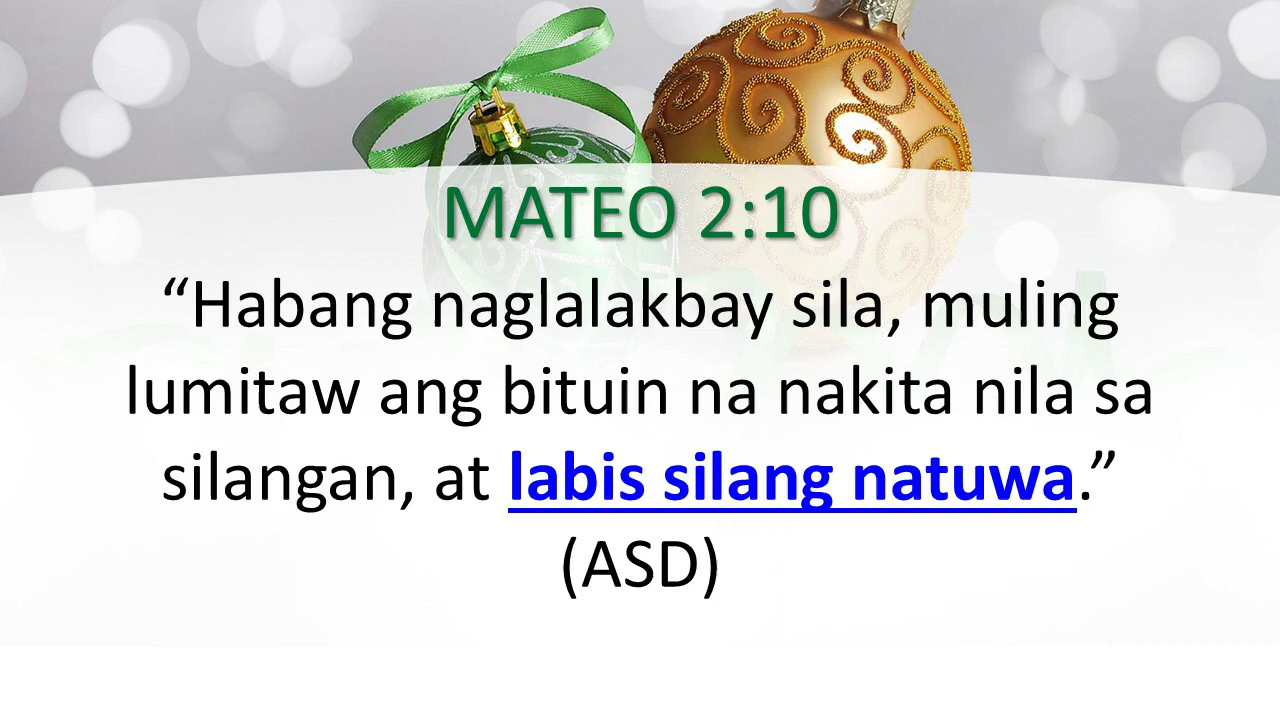 MATEO 2:10
“Habang naglalakbay sila, muling
lumitaw ang bituin na nakita nila sa
silangan, at labis silang natuwa.”
(ASD)